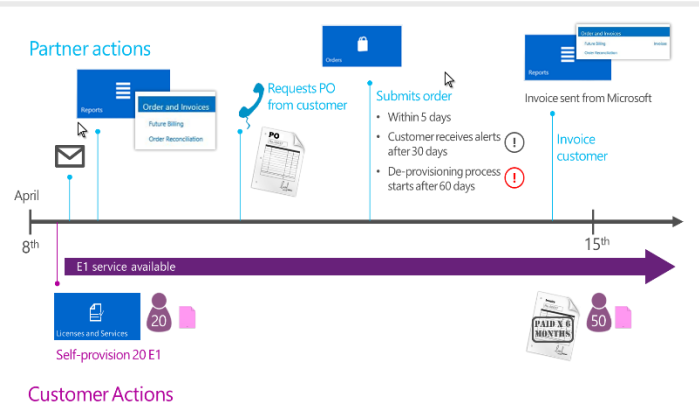 Partner actions
Orders
Order and Invoices
Future Billing
Invoice
Order Reconciliation
Reports
Invoice sent from Microsoft
Reports
Order and Invoices
Future Billing
Order Reconciliation
Requests PO
from customer
PO
Submits order
• Within 5 days
• Customer receives alerts
after 30 days
!
• De-provisioning process
starts after 60 days
!
Invoice
customer
April
8th
15th
E1 service available
Licenses and Services
20
Self-provision 20 E1
PAID X 6
MONTHS
50
Customer Actions